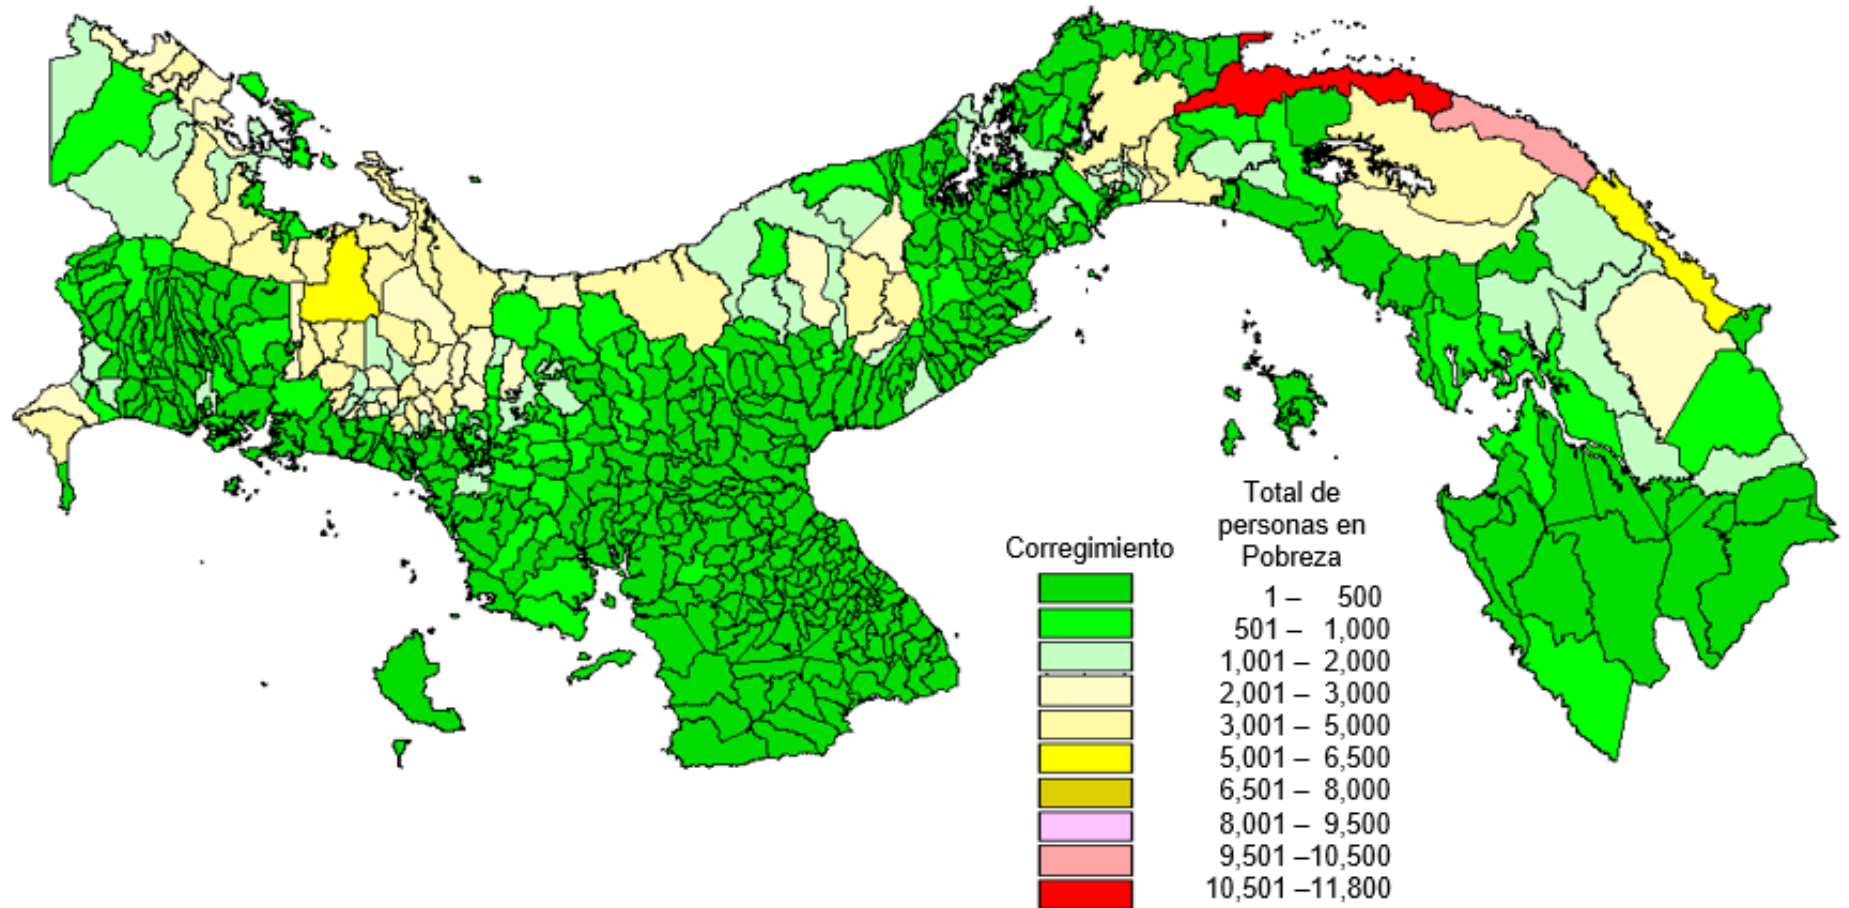 Total de
personas en
Pobreza
Corregimiento
1 – 500
501 – 1,000
1,001 – 2,000
2,001 – 3,000
3,001 – 5,000
5,001 – 6,500
6,501 – 8,000
8,001 – 9,500
9,501 –10,500
10,501 –11,800